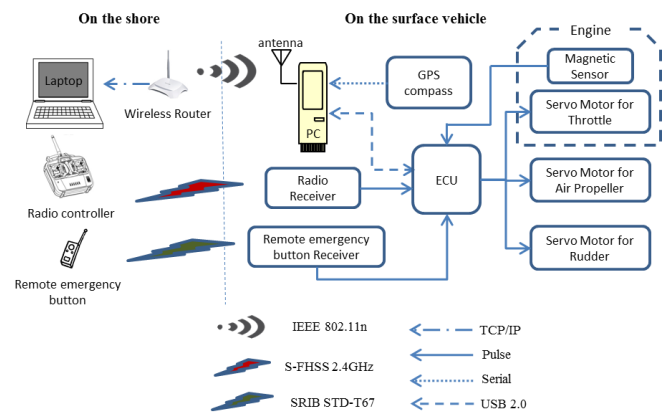 On the shore
On the surface vehicle
Engine
antenna
Magnetic
Sensor
Laptop
GPS
compass
Wireless Router
PC
Servo Motor for
Throttle
Radio
Receiver
ECU
Servo Motor for
Air Propeller
Radio controller
Remote emergency
button Receiver
Servo Motor for
Rudder
Remote emergency
button
IEEE 802.11n
TCP/IP
Pulse
S-FHSS 2.4GHz
Serial
SRIB STD-T67
USB 2.0